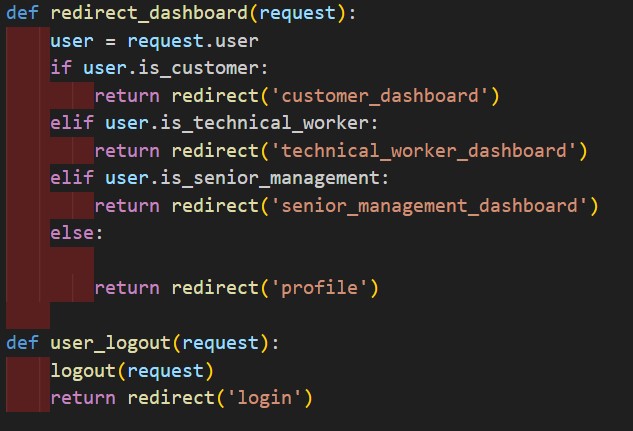 def redirect_dashboard(request):
    user = request.user
    if user.is_customer:
        return redirect('customer_dashboard')
    elif user.is_technical_worker:
        return redirect('technical_worker_dashboard')
    elif user.is_senior_management:
        return redirect('senior_management_dashboard')
    else:
        return redirect('profile')
def user_logout(request):
    logout(request)
    return redirect('login')